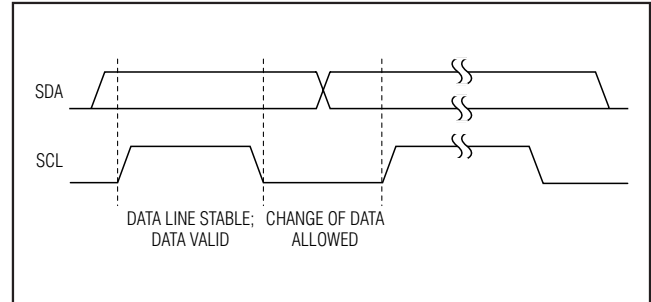 SDA
SCL
DATA LINE STABLE;
DATA VALID
CHANGE OF DATA
ALLOWED